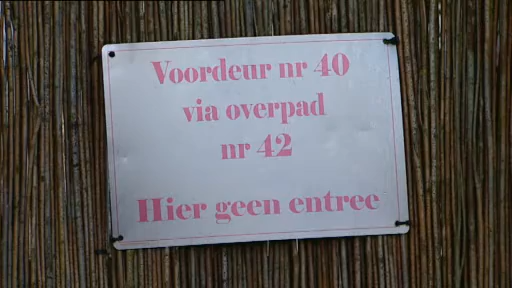 Voordeur nr 40
via overpad
nr 42
Hier geen entree